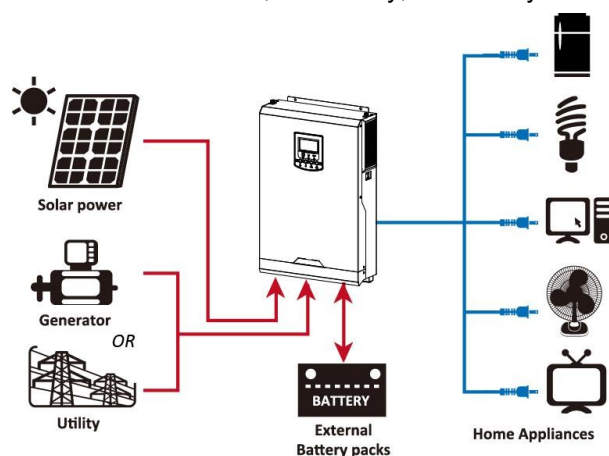 Solar power
Generator
OR
Utility
BATTERY
External
Battery packs
Home Appliances